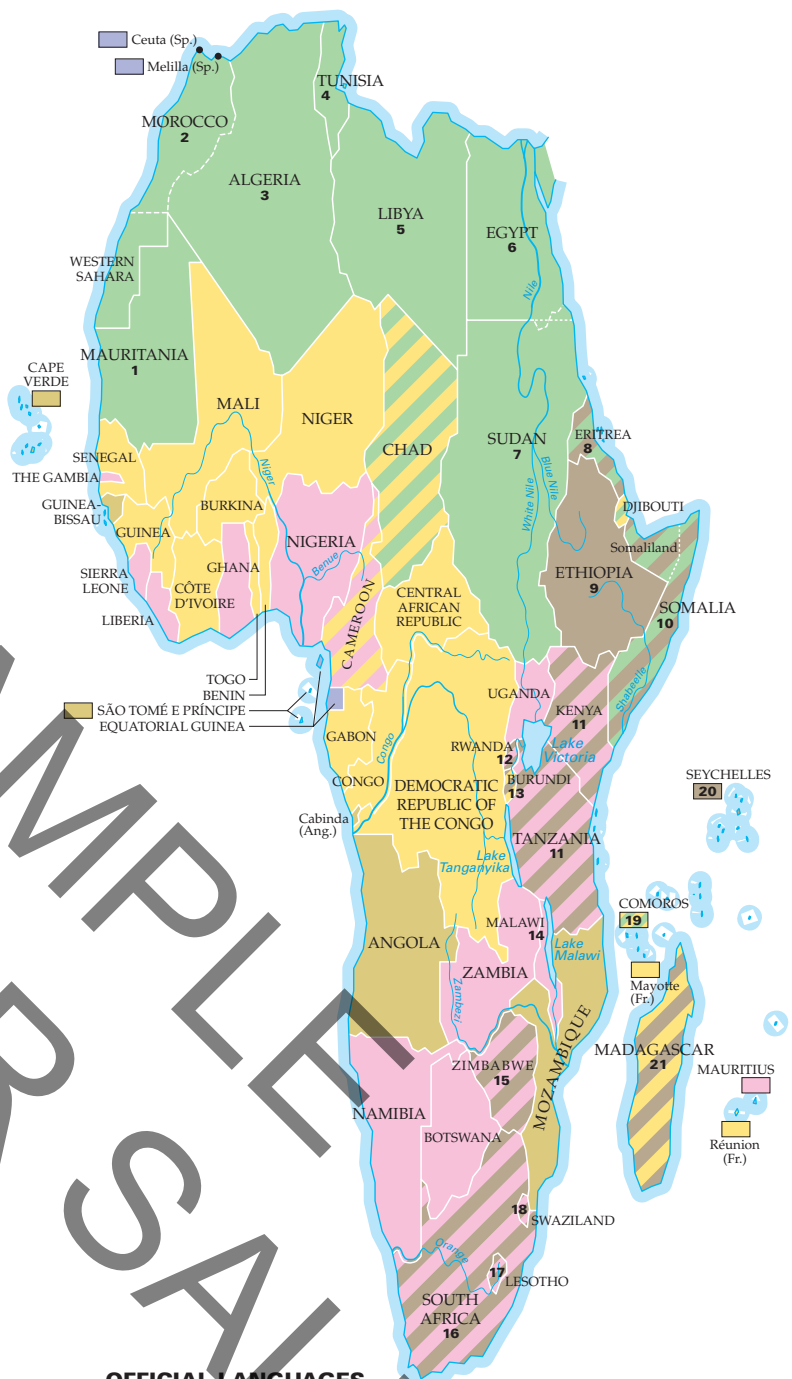 Ceuta (Sp.)
Melilla (Sp.)
TUNISIA
4
MOROCCO
2
ALGERIA
3
LIBYA
5
EGYPT
6
WESTERN
SAHARA
Nile
MAURITANIA
1
CAPE
VERDE
MALI
NIGER
CHAD
SUDAN
7
ERITREA
8
SENEGAL
THE GAMBIA
GUINEA-
BISSAU
GUINEA
BURKINA
Niger
NIGERIA
Benue
White Nile
Blue Nile
DJIBOUTI
Somaliland
ETHIOPIA
9
SOMALIA
10
Shabeelle
SIERRA
LEONE
LIBERIA
CÔTE
D'IVOIRE
GHANA
CAMEROON
CENTRAL
AFRICAN
REPUBLIC
TOGO
BENIN
SÃO TOMÉ E PRÍNCIPE
EQUATORIAL GUINEA
UGANDA
KENYA
11
GABON
CONGO
Congo
RWANDA
12
Lake
Victoria
BURUNDI
13
DEMOCRATIC
REPUBLIC OF
THE CONGO
Cabinda
(Ang.)
TANZANIA
11
Lake
Tanganyika
SEYCHELLES
20
COMOROS
19
Mayotte
(Fr.)
ANGOLA
MALAWI
14
Lake
Malawi
ZAMBIA
Zambezi
MOZAMBIQUE
MADAGASCAR
21
MAURITIUS
Réunion
(Fr.)
ZIMBABWE
15
NAMIBIA
BOTSWANA
18
SWAZILAND
Orange
17
LESOTHO
SOUTH
AFRICA
16
OFFICIAL LANGUAGES